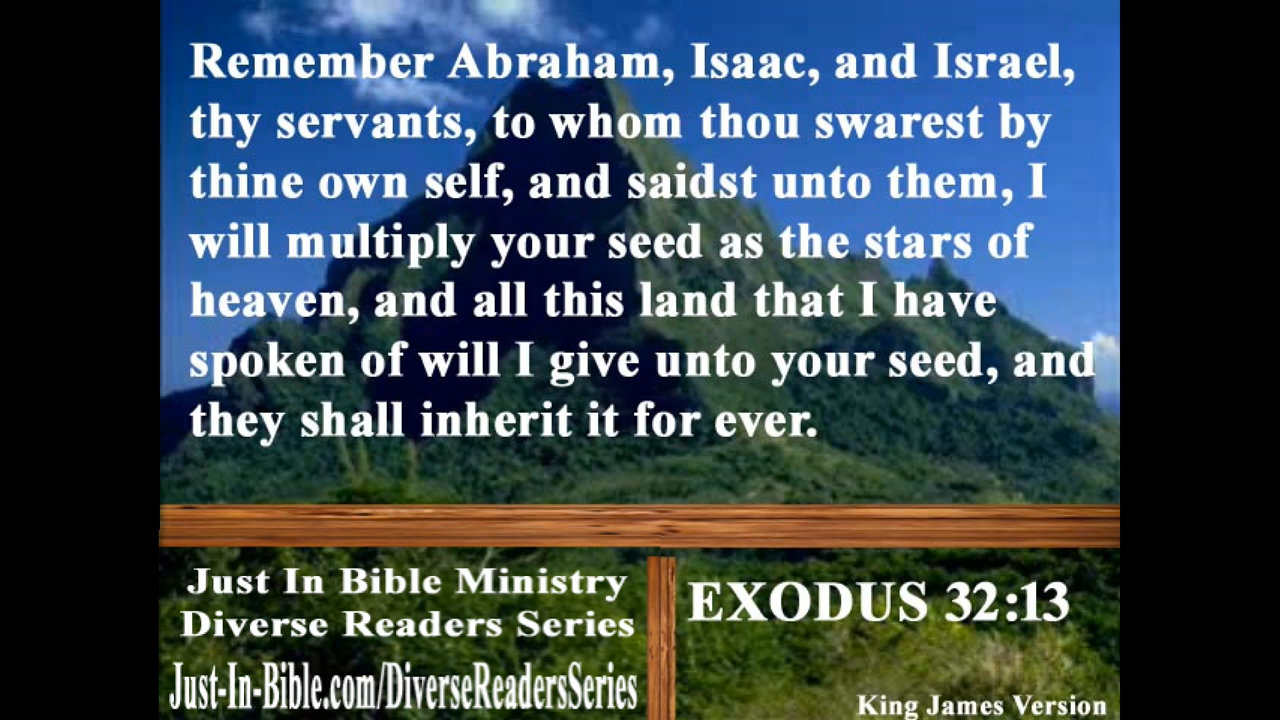 Remember Abraham, Isaac, and Israel,
thy servants, to whom thou swarest by
thine own self, and saidst unto them, I
will multiply your seed as the stars of
heaven, and all this land that I have
spoken of will I give unto your seed, and
they shall inherit it for ever.
Just In Bible Ministry
Diverse Readers Series
Just-In-Bible.com/DiverseReadersSeries
EXODUS 32:13
King James Version